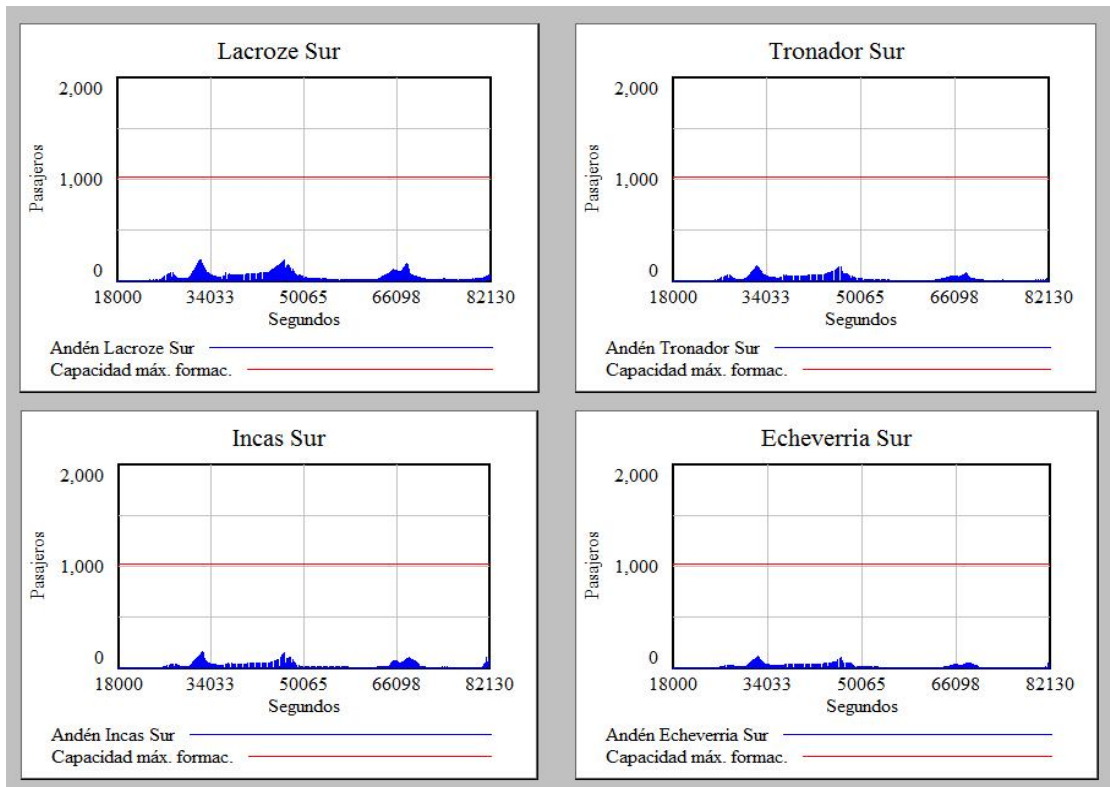 Lacroze Sur
2,000
1,000
0
Pasajeros
18000 34033 50065 66098 82130
Segundos
Andén Lacroze Sur
Capacidad máx. formac.
Tronador Sur
2,000
1,000
0
Pasajeros
18000 34033 50065 66098 82130
Segundos
Andén Tronador Sur
Capacidad máx. formac.
Incas Sur
2,000
1,000
0
Pasajeros
18000 34033 50065 66098 82130
Segundos
Andén Incas Sur
Capacidad máx. formac.
Echeverria Sur
2,000
1,000
0
Pasajeros
18000 34033 50065 66098 82130
Segundos
Andén Echeverria Sur
Capacidad máx. formac.